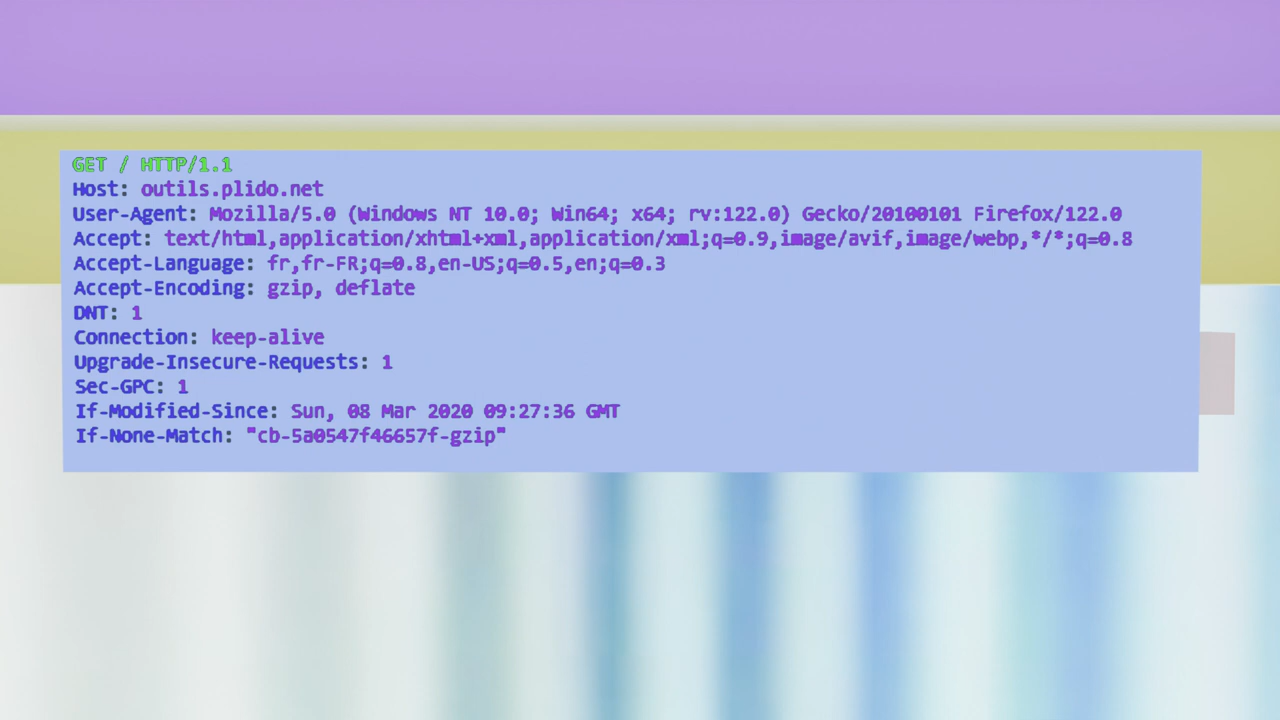 GET / HTTP/1.1
Host: outils.plido.net
User-Agent: Mozilla/5.0 (Windows NT 10.0; Win64; x64; rv:122.0) Gecko/20100101 Firefox/122.0
Accept: text/html,application/xhtml+xml,application/xml;q=0.9,image/avif,image/webp,*/*;q=0.8
Accept-Language: fr,fr-FR;q=0.8,en-US;q=0.5,en;q=0.3
Accept-Encoding: gzip, deflate
DNT: 1
Connection: keep-alive
Upgrade-Insecure-Requests: 1
Sec-GPC: 1
If-Modified-Since: Sun, 08 Mar 2020 09:27:36 GMT
If-None-Match: "cb-5a0547f46657f-gzip"